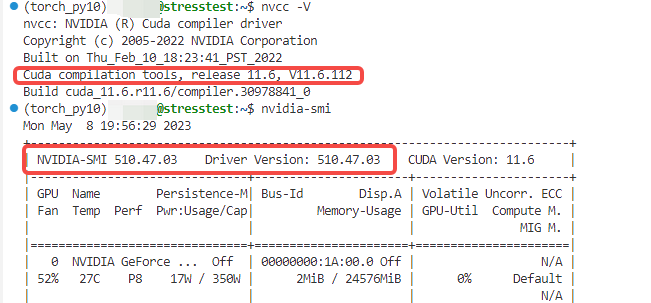 (torch_py10) @stresstest:~$ nvcc -V
nvcc: NVIDIA (R) Cuda compiler driver
Copyright (c) 2005-2022 NVIDIA Corporation
Built on Thu_Feb_10_18:23:41_PST_2022
Cuda compilation tools, release 11.6, V11.6.112
Build cuda_11.6.r11.6/compiler.30978841_0
(torch_py10) @stresstest:~$ nvidia-smi
Mon May  8 19:56:29 2023
+-----------------------------------------------------------------------------+
| NVIDIA-SMI 510.47.03    Driver Version: 510.47.03    CUDA Version: 11.6     |
|-------------------------------+----------------------+----------------------+
| GPU  Name        Persistence-M| Bus-Id        Disp.A | Volatile Uncorr. ECC |
| Fan  Temp  Perf  Pwr:Usage/Cap|         Memory-Usage | GPU-Util  Compute M. |
|                               |                      |               MIG M. |
|===============================+======================+======================|
|   0  NVIDIA GeForce ...  Off  | 00000000:1A:00.0 Off |                  N/A |
| 52%   27C    P8    17W / 350W |      2MiB / 24576MiB |      0%      Default |
|                               |                      |                  N/A |